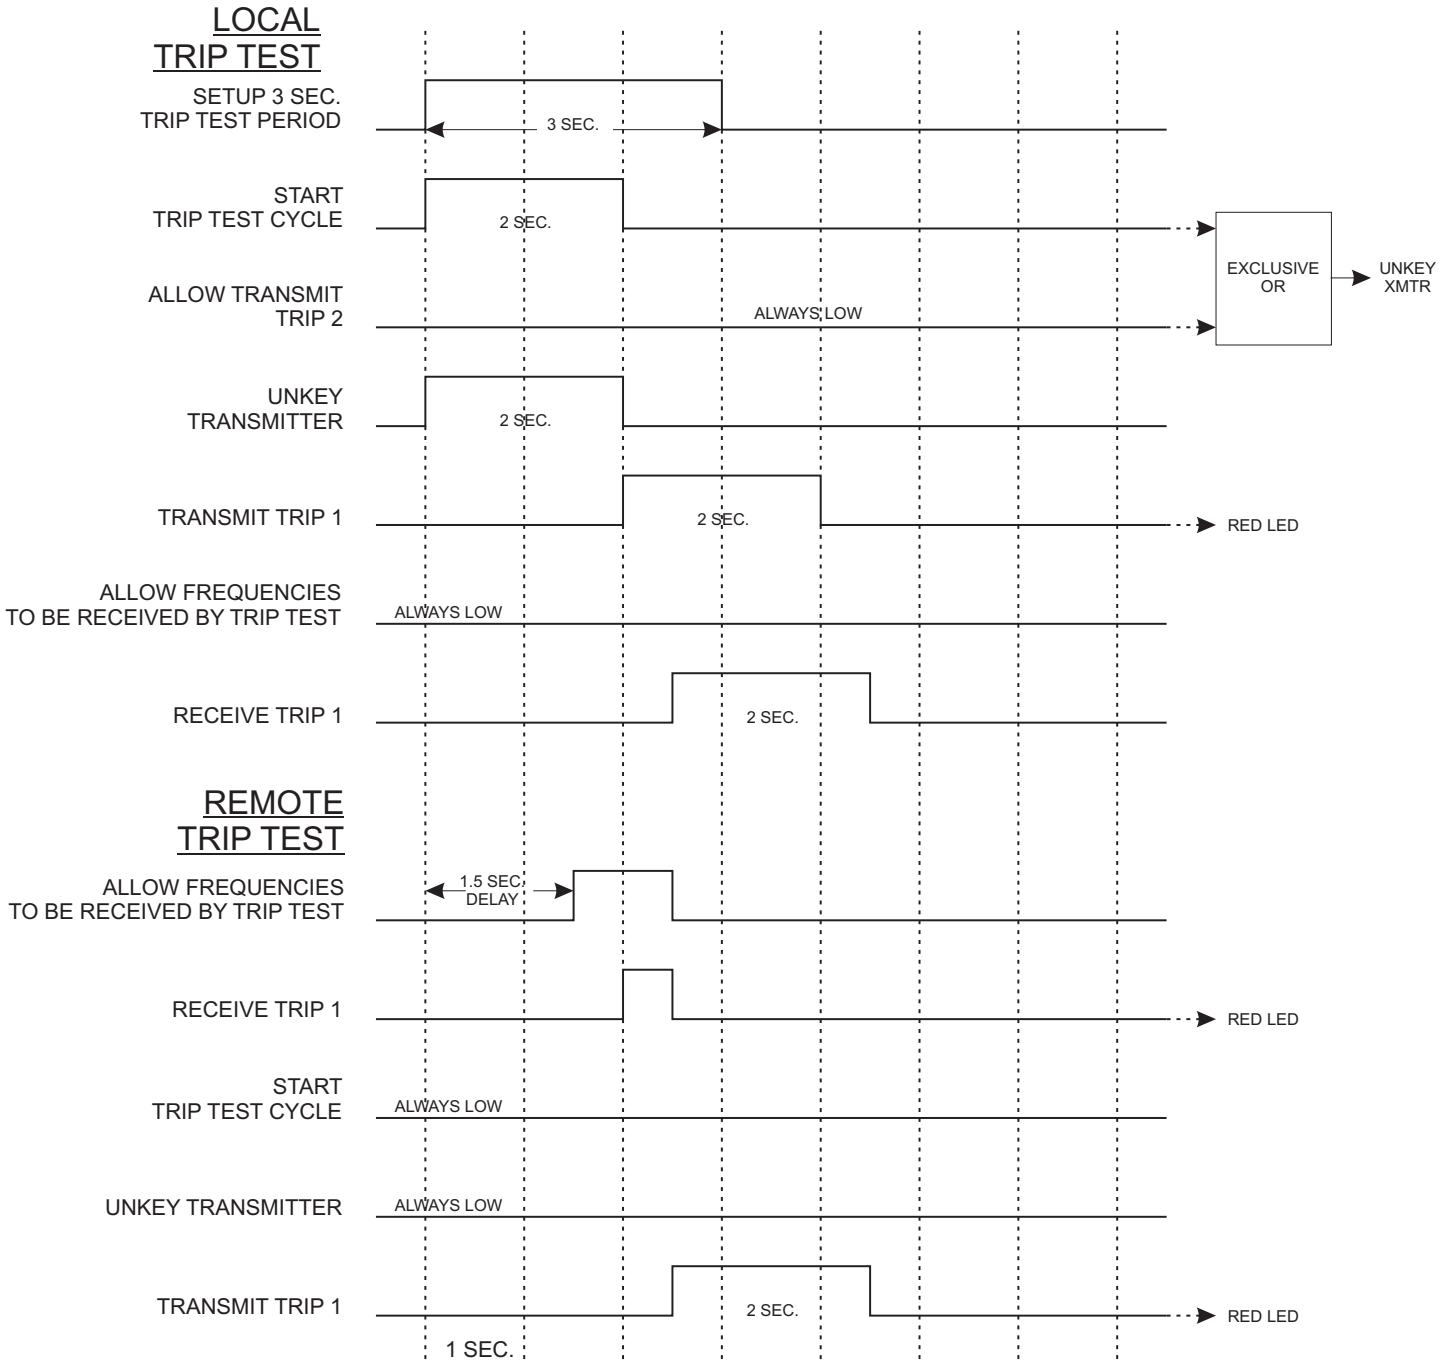 LOCAL
TRIP TEST
SETUP 3 SEC.
TRIP TEST PERIOD
3 SEC.
START
TRIP TEST CYCLE
2 SEC.
ALLOW TRANSMIT
TRIP 2
ALWAYS LOW
EXCLUSIVE
OR
UNKEY
XMTR
UNKEY
TRANSMITTER
2 SEC.
TRANSMIT TRIP 1
2 SEC.
RED LED
ALLOW FREQUENCIES
TO BE RECEIVED BY TRIP TEST
ALWAYS LOW
RECEIVE TRIP 1
2 SEC.
REMOTE
TRIP TEST
ALLOW FREQUENCIES
TO BE RECEIVED BY TRIP TEST
1.5 SEC.
DELAY
RECEIVE TRIP 1
RED LED
START
TRIP TEST CYCLE
ALWAYS LOW
UNKEY TRANSMITTER
ALWAYS LOW
TRANSMIT TRIP 1
2 SEC.
RED LED
1 SEC.